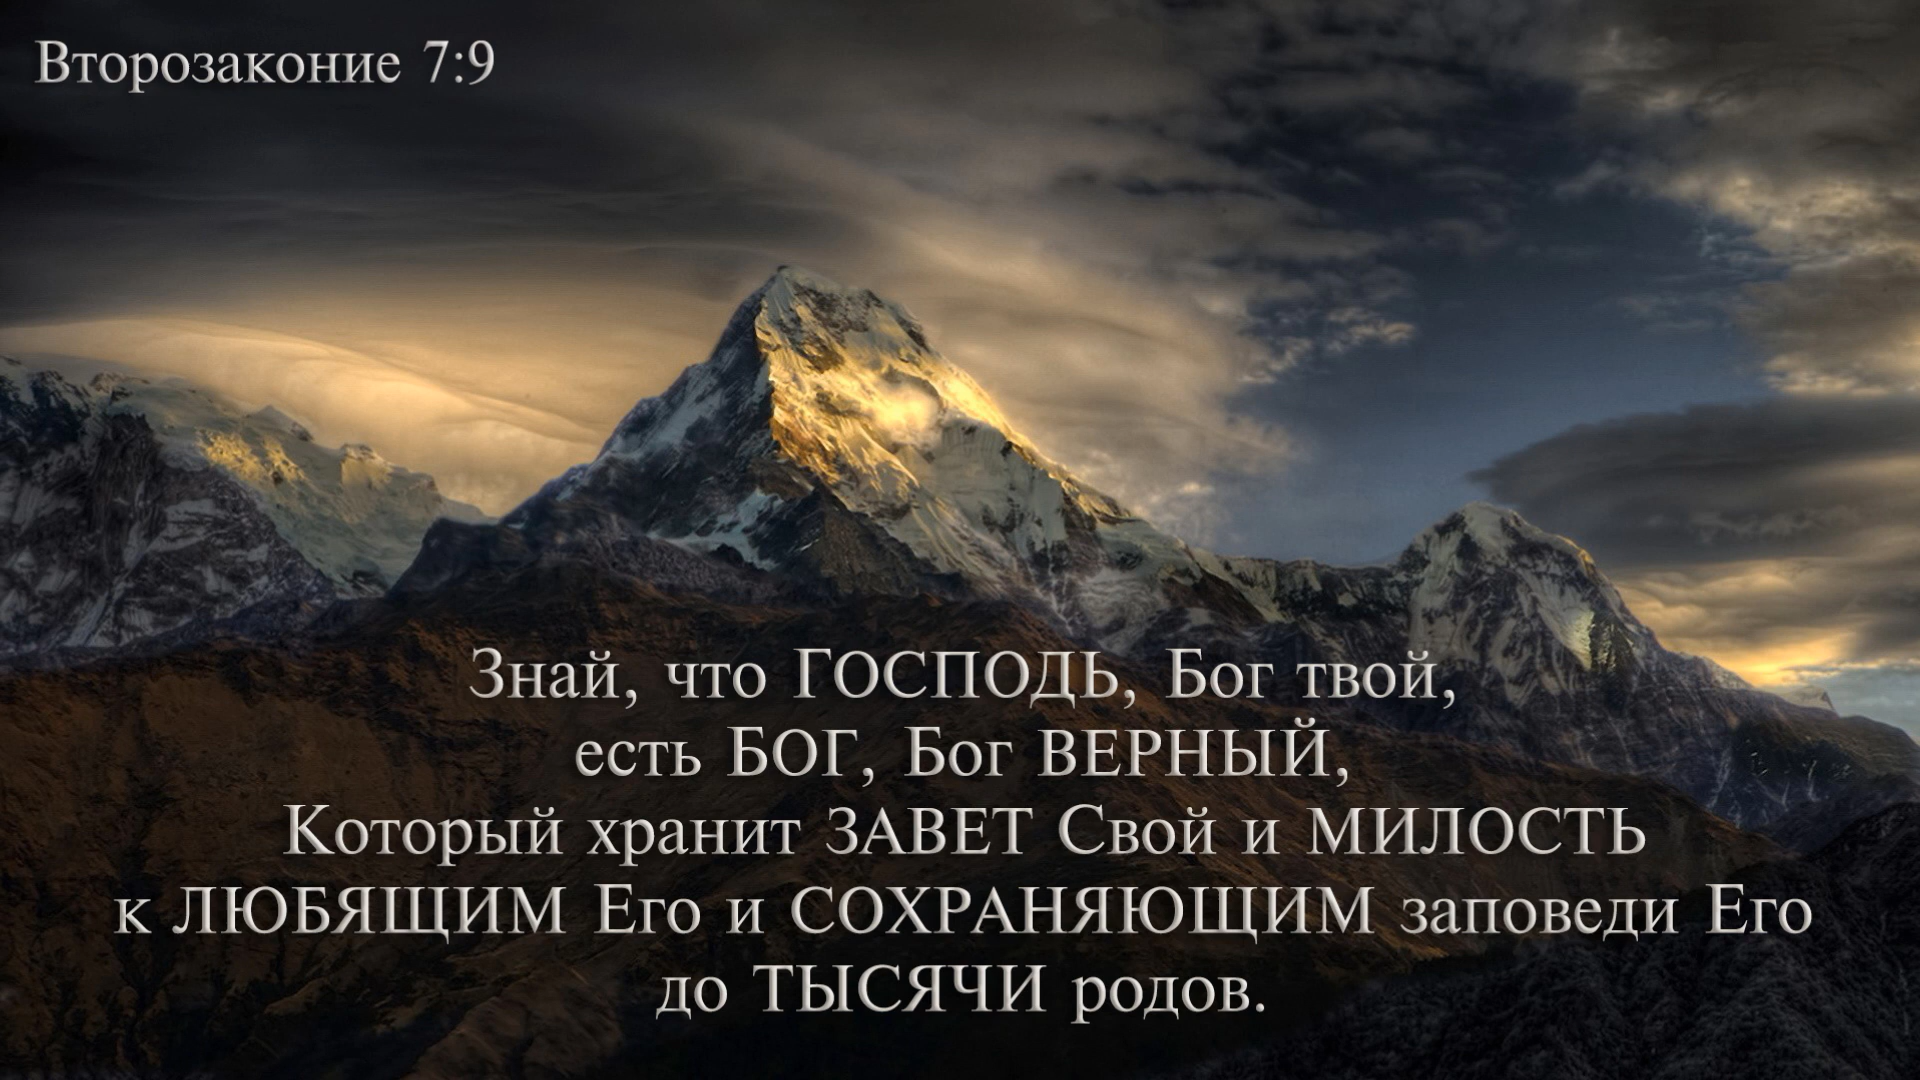 Второзаконие 7:9
Знай, что ГОСПОДЬ, Бог твой,
есть БОГ, Бог ВЕРНЫЙ,
Который хранит ЗАВЕТ Свой и МИЛОСТЬ
к ЛЮБЯЩИМ Его и СОХРАНЯЮЩИМ заповеди Его
до ТЫСЯЧИ родов.